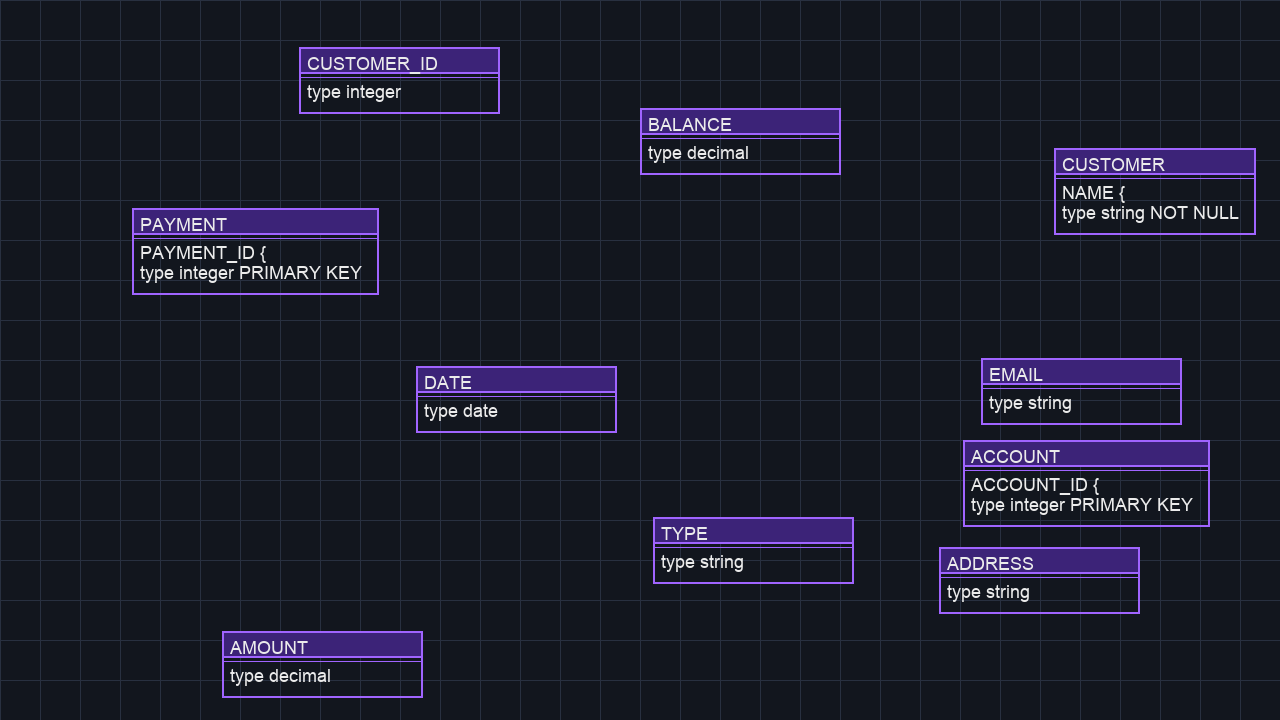 CUSTOMER_ID
type integer
BALANCE
type decimal
CUSTOMER
NAME {
type string NOT NULL
PAYMENT
PAYMENT_ID {
type integer PRIMARY KEY
DATE
type date
EMAIL
type string
ACCOUNT
ACCOUNT_ID {
type integer PRIMARY KEY
TYPE
type string
ADDRESS
type string
AMOUNT
type decimal